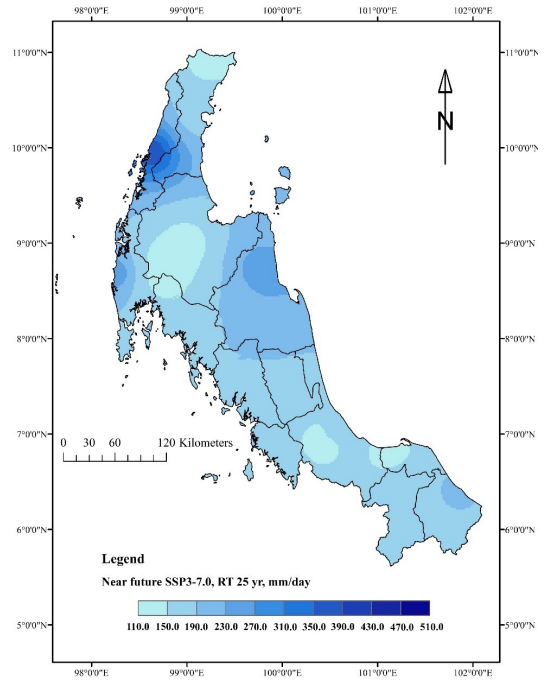 98°0'0"E 99°0'0"E 100°0'0"E 101°0'0"E 102°0'0"E
11°0'0"N 11°0'0"N
N
10°0'0"N 10°0'0"N
9°0'0"N 9°0'0"N
8°0'0"N 8°0'0"N
7°0'0"N 7°0'0"N
0 30 60 120 Kilometers
6°0'0"N 6°0'0"N
Legend
Near future SSP3-7.0, RT 25 yr, mm/day
110.0 150.0 190.0 230.0 270.0 310.0 350.0 390.0 430.0 470.0 510.0
5°0'0"N 5°0'0"N
98°0'0"E 99°0'0"E 100°0'0"E 101°0'0"E 102°0'0"E